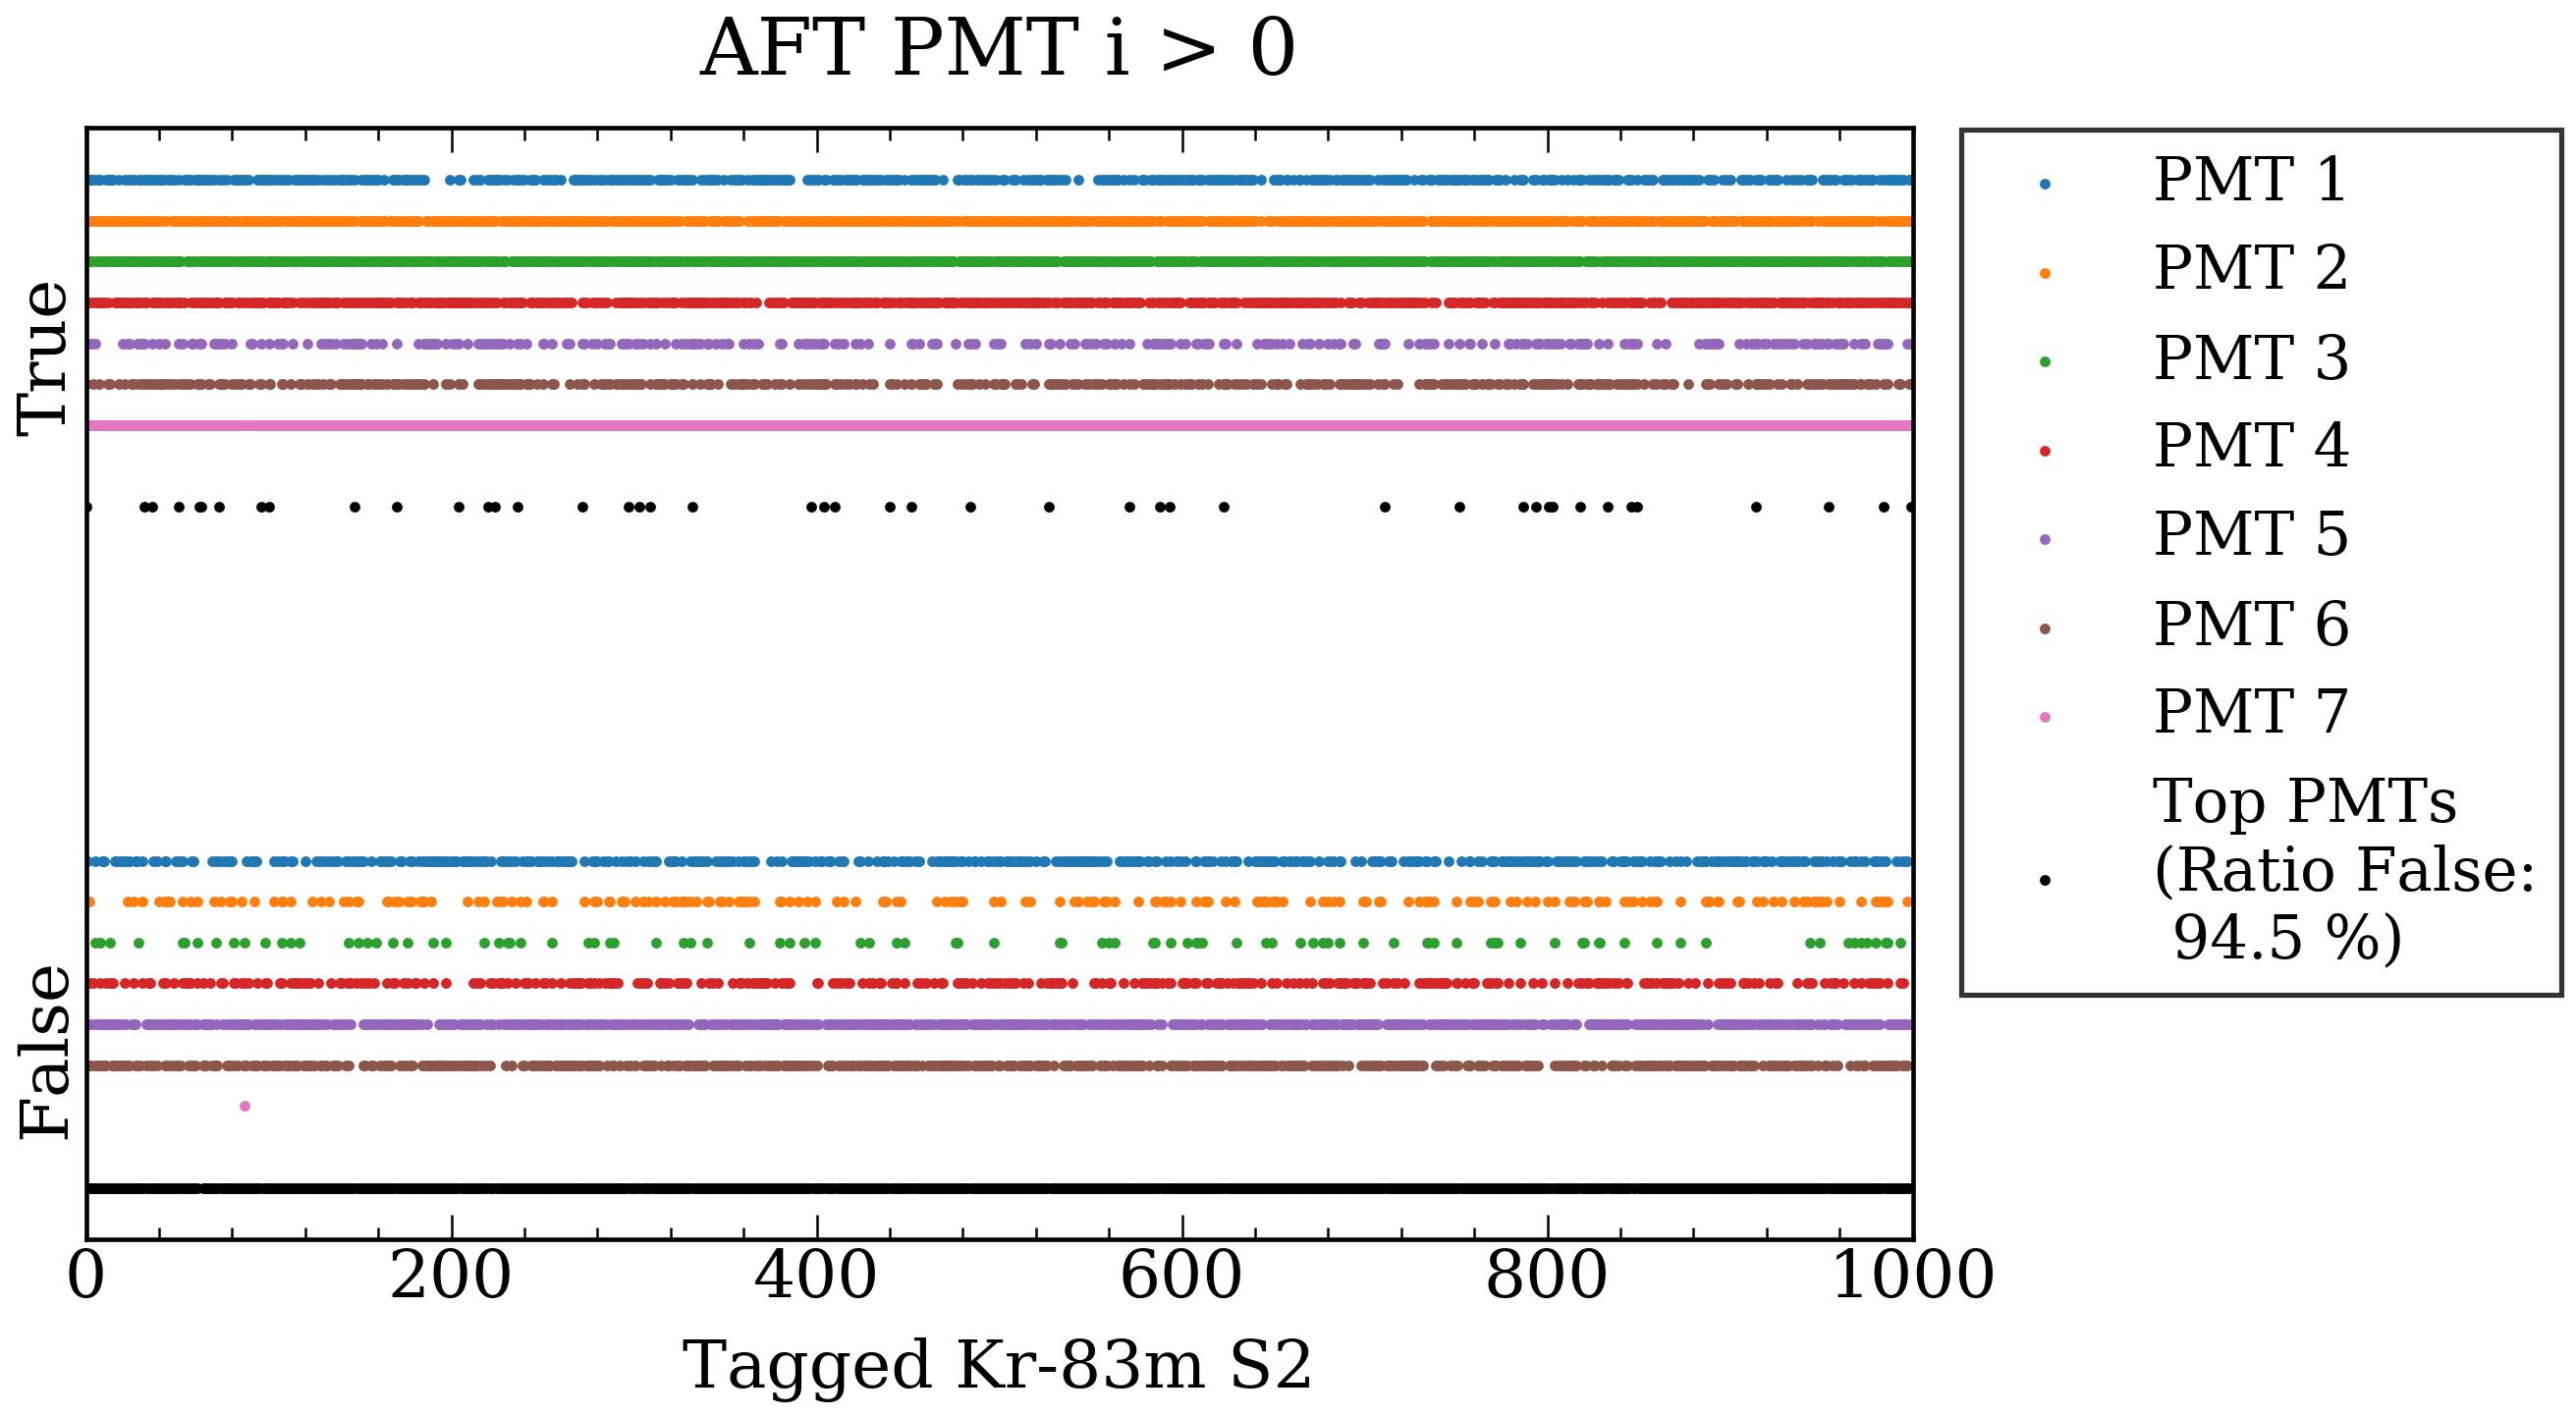 AFT PMT i > 0
True
False
0 200 400 600 800 1000
Tagged Kr-83m S2
PMT 1
PMT 2
PMT 3
PMT 4
PMT 5
PMT 6
PMT 7
Top PMTs
(Ratio False:
94.5 %)